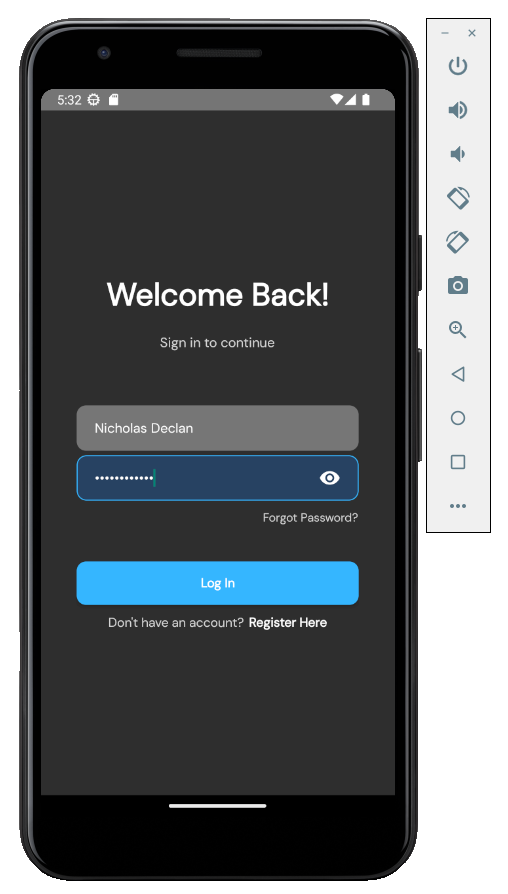 5:32
Welcome Back!
Sign in to continue
Nicholas Declan
••••••••••••
Forgot Password?
Log In
Don't have an account? Register Here